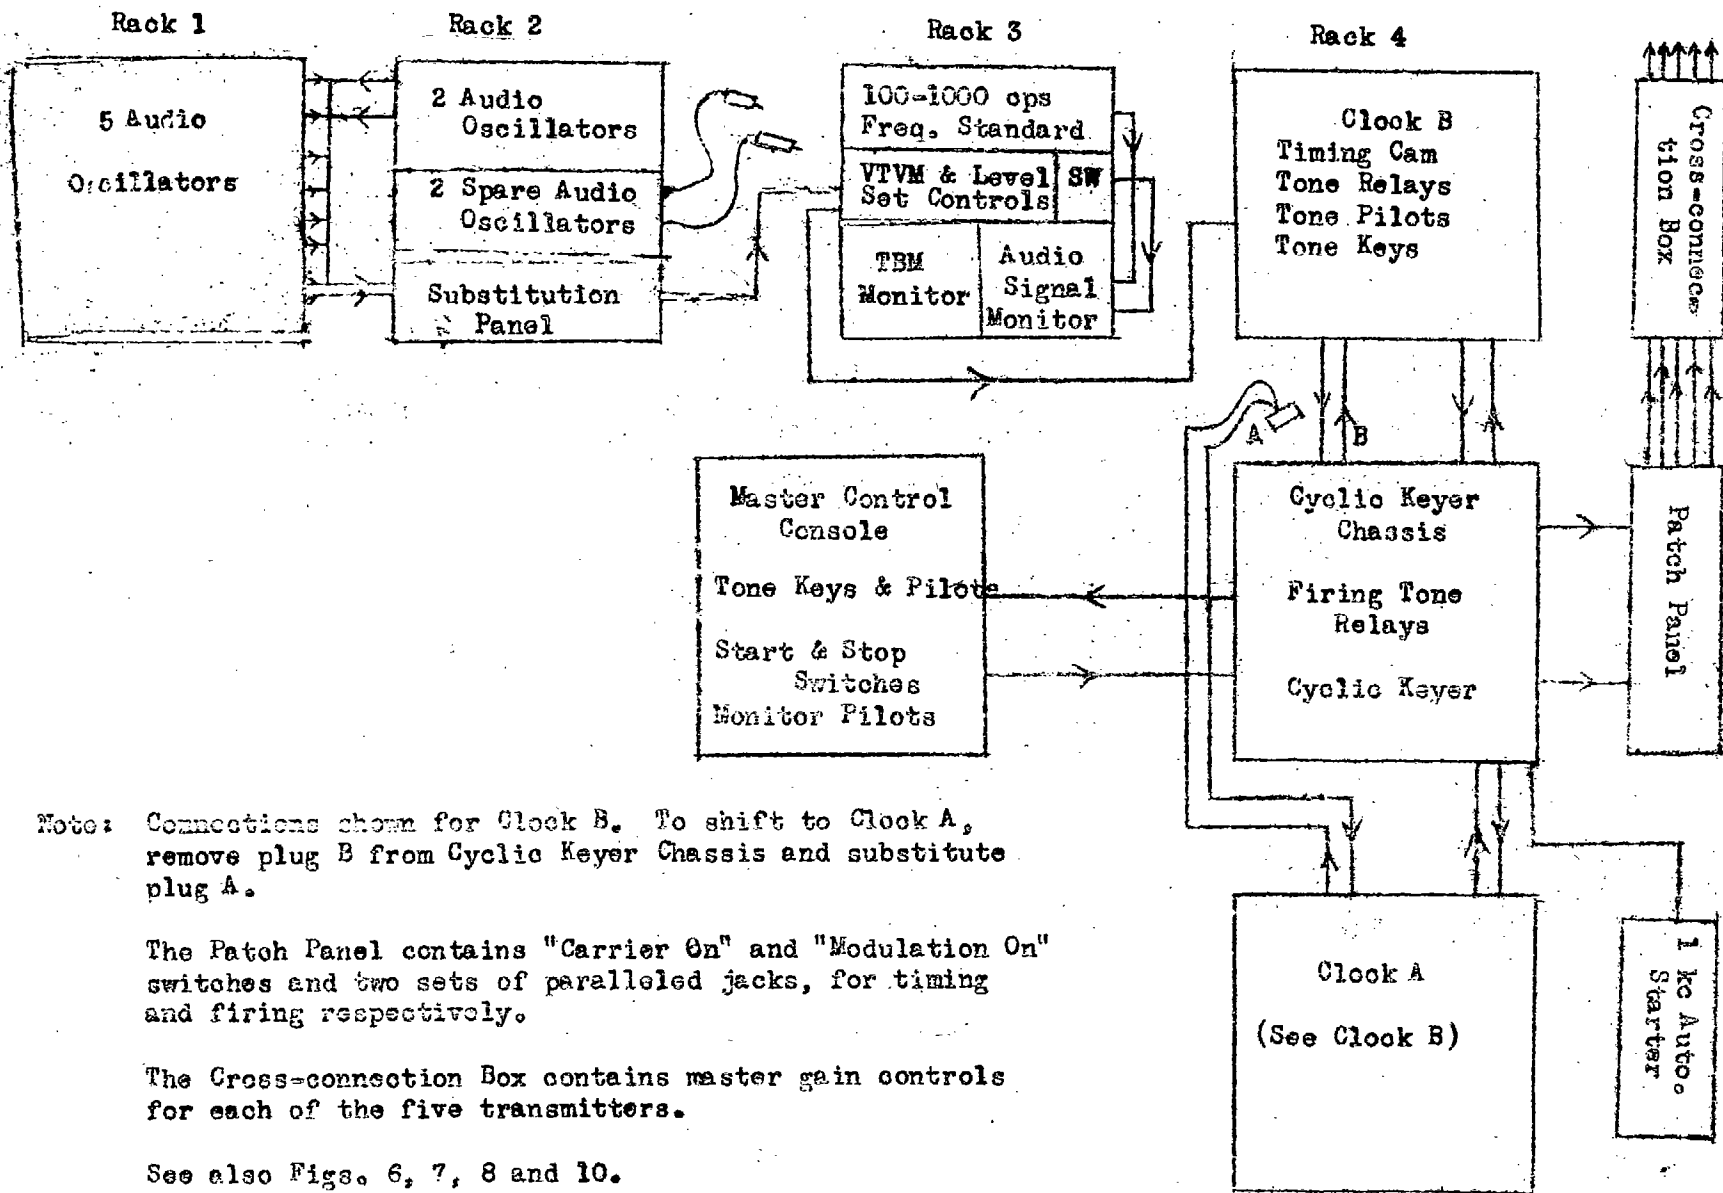 Rack 1
5 Audio
Oscillators
Rack 2
2 Audio
Oscillators
2 Spare Audio
Oscillators
Substitution
Panel
Rack 3
100-1000 cps
Freq. Standard
VTVM & Level
Set Controls
SW
TBM
Monitor
Audio
Signal
Monitor
Rack 4
Clock B
Timing Cam
Tone Relays
Tone Pilots
Tone Keys
Cross-connec-
tion Box
A
B
Master Control
Console
Tone Keys & Pilots
Start & Stop
Switches
Monitor Pilots
Cyclic Keyer
Chassis
Firing Tone
Relays
Cyclic Keyer
Patch Panel
Clock A
(See Clock B)
1 kc Auto.
Starter
Note: Connections shown for Clock B. To shift to Clock A,
remove plug B from Cyclic Keyer Chassis and substitute
plug A.
The Patch Panel contains "Carrier On" and "Modulation On"
switches and two sets of paralleled jacks, for timing
and firing respectively.
The Cross-connection Box contains master gain controls
for each of the five transmitters.
See also Figs. 6, 7, 8 and 10.